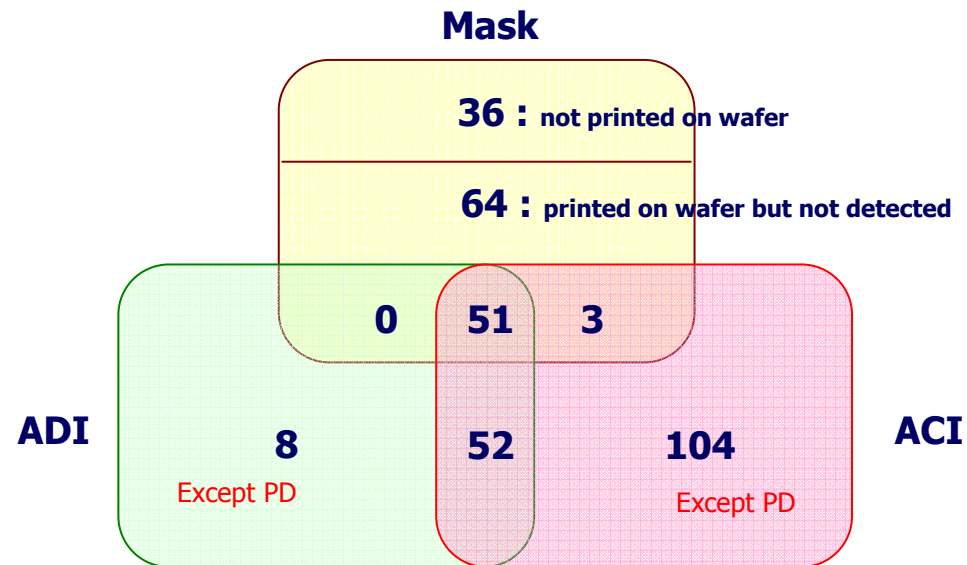 Mask
36 : not printed on wafer
64 : printed on wafer but not detected
0 51 3
ADI ACI
8 52 104
Except PD Except PD